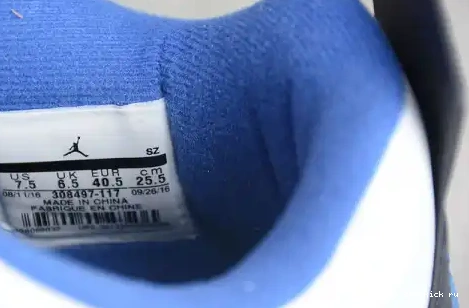 SZ
US UK EUR cm
7.5 6.5 40.5 25.5
08/11/16 308497-117 09/26/16
MADE IN CHINA
FABRIQUE EN CHINE